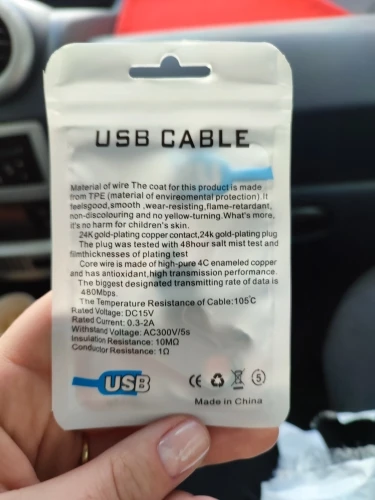 USB CABLE
Material of wire The coat for this product is made
from TPE (material of envireomental protection).It
feelsgood,smooth ,wear-resisting,flame-retardant,
non-discolouring and no yellow-turning.What's more,
it's no harm for children's skin.
24K gold-plating copper contact,24k gold-plating plug
The plug was tested with 48hour salt mist test and
filmthicknesses of plating test
Core wire is made of high-pure 4C enameled copper
and has antioxidant,high transmission performance.
The biggest designated transmitting rate of data is
480Mbps.
The Temperature Resistance of Cable:105℃
Rated Voltage: DC15V
Rated Current: 0.3-2A
Withstand Voltage: AC300V/5s
Insulation Resistance: 10MΩ
Conductor Resistance: 1Ω
USB CE 5
Made in China